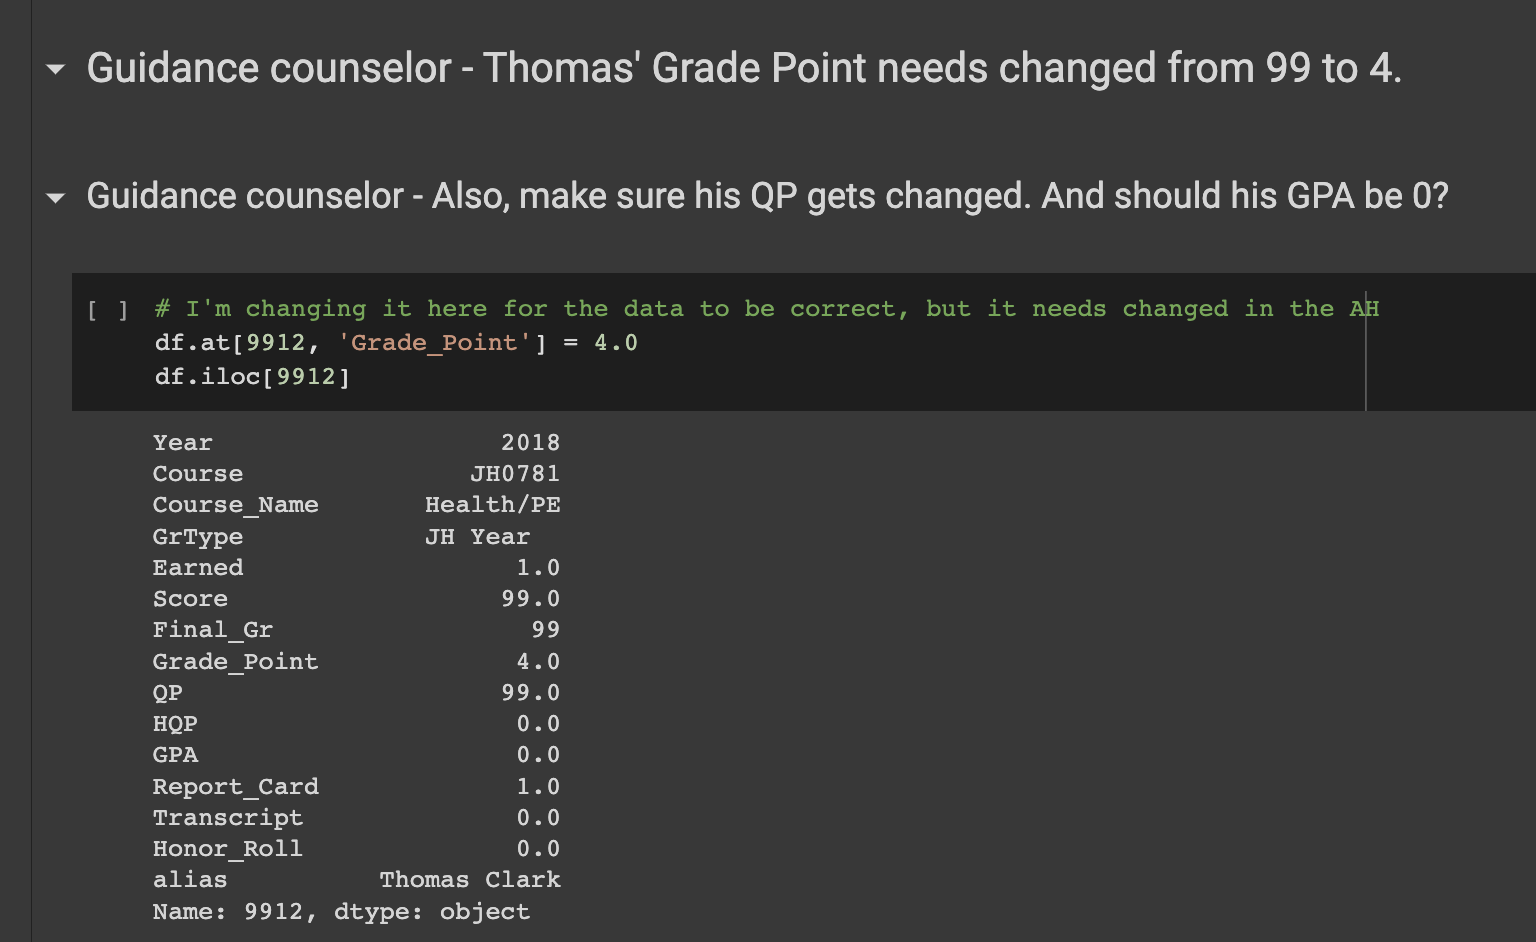 Guidance counselor - Thomas' Grade Point needs changed from 99 to 4.
Guidance counselor - Also, make sure his QP gets changed. And should his GPA be 0?
[ ] # I'm changing it here for the data to be correct, but it needs changed in the AH
df.at[9912, 'Grade_Point'] = 4.0
df.iloc[9912]
Year 2018
Course JH0781
Course_Name Health/PE
GrType JH Year
Earned 1.0
Score 99.0
Final_Gr 99
Grade_Point 4.0
QP 99.0
HQP 0.0
GPA 0.0
Report_Card 1.0
Transcript 0.0
Honor_Roll 0.0
alias Thomas Clark
Name: 9912, dtype: object